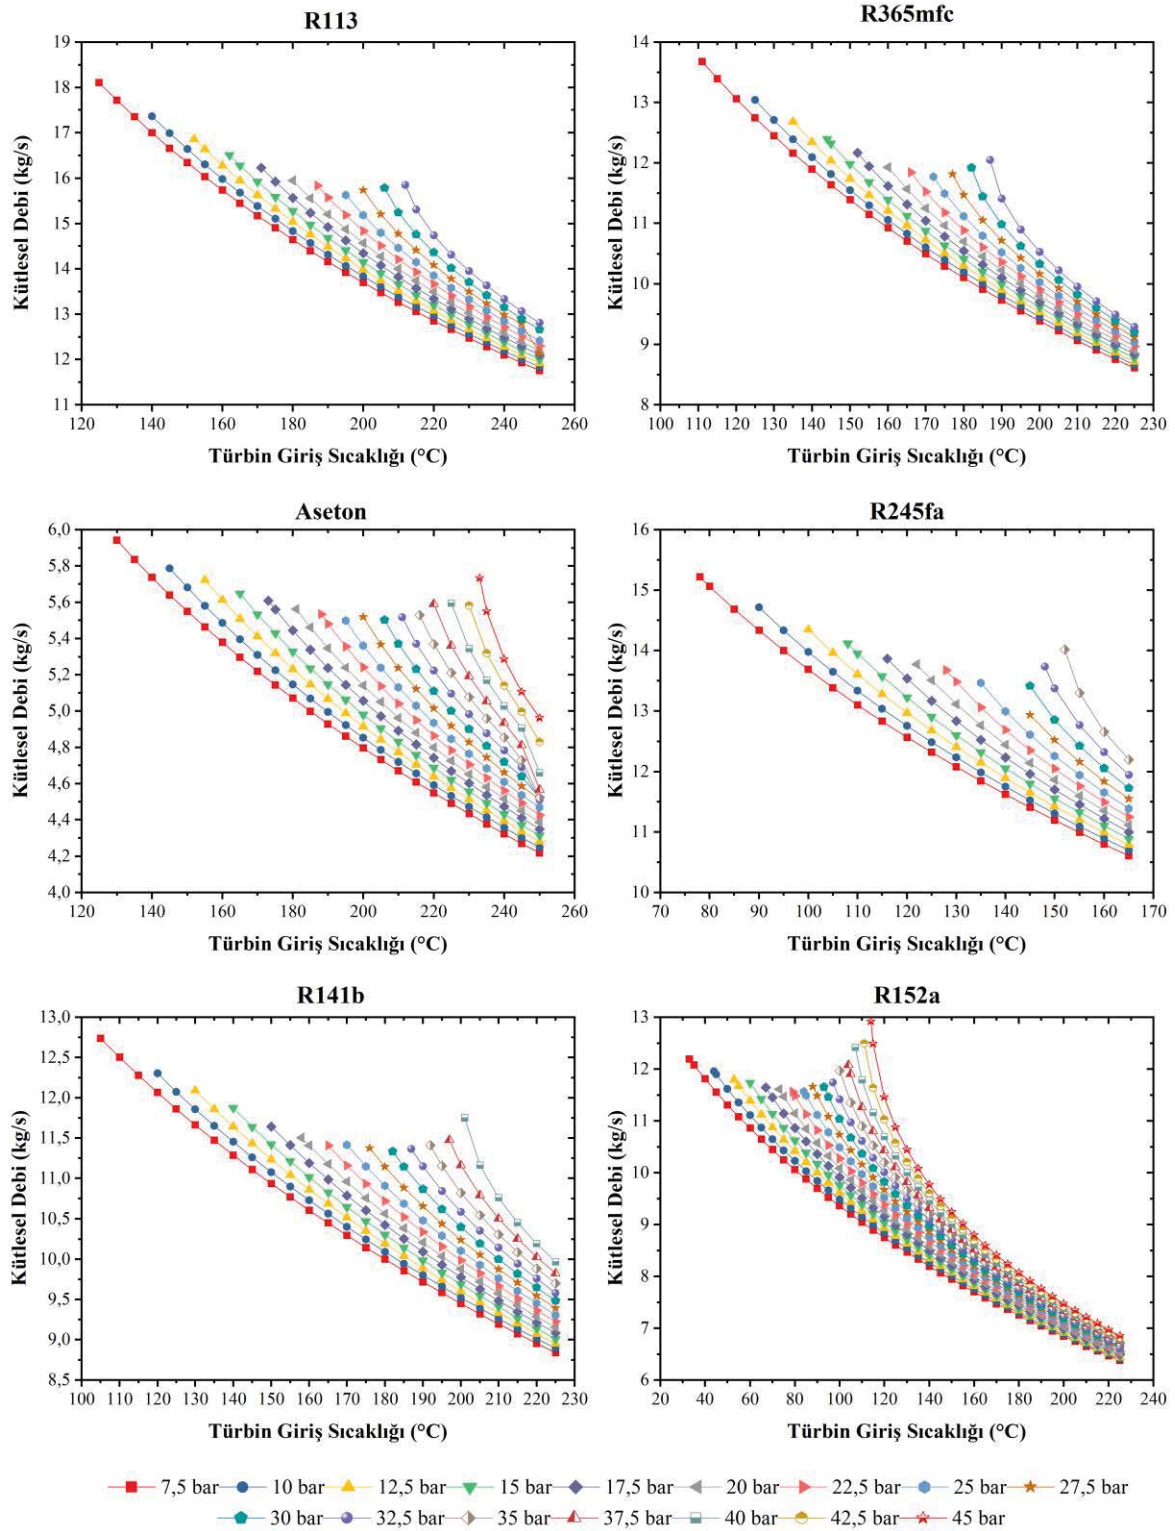 R113
R365mfc
Kütlesel Debi (kg/s)
19
18
17
16
15
14
13
12
11
120 140 160 180 200 220 240 260
Türbin Giriş Sıcaklığı (°C)
Kütlesel Debi (kg/s)
14
13
12
11
10
9
8
100 110 120 130 140 150 160 170 180 190 200 210 220 230
Türbin Giriş Sıcaklığı (°C)
Aseton
R245fa
Kütlesel Debi (kg/s)
6,0
5,8
5,6
5,4
5,2
5,0
4,8
4,6
4,4
4,2
4,0
120 140 160 180 200 220 240 260
Türbin Giriş Sıcaklığı (°C)
Kütlesel Debi (kg/s)
16
15
14
13
12
11
10
70 80 90 100 110 120 130 140 150 160 170
Türbin Giriş Sıcaklığı (°C)
R141b
R152a
Kütlesel Debi (kg/s)
13,0
12,5
12,0
11,5
11,0
10,5
10,0
9,5
9,0
8,5
100 110 120 130 140 150 160 170 180 190 200 210 220 230
Türbin Giriş Sıcaklığı (°C)
Kütlesel Debi (kg/s)
13
12
11
10
9
8
7
6
20 40 60 80 100 120 140 160 180 200 220 240
Türbin Giriş Sıcaklığı (°C)
7,5 bar 10 bar 12,5 bar 15 bar 17,5 bar 20 bar 22,5 bar 25 bar 27,5 bar
30 bar 32,5 bar 35 bar 37,5 bar 40 bar 42,5 bar 45 bar